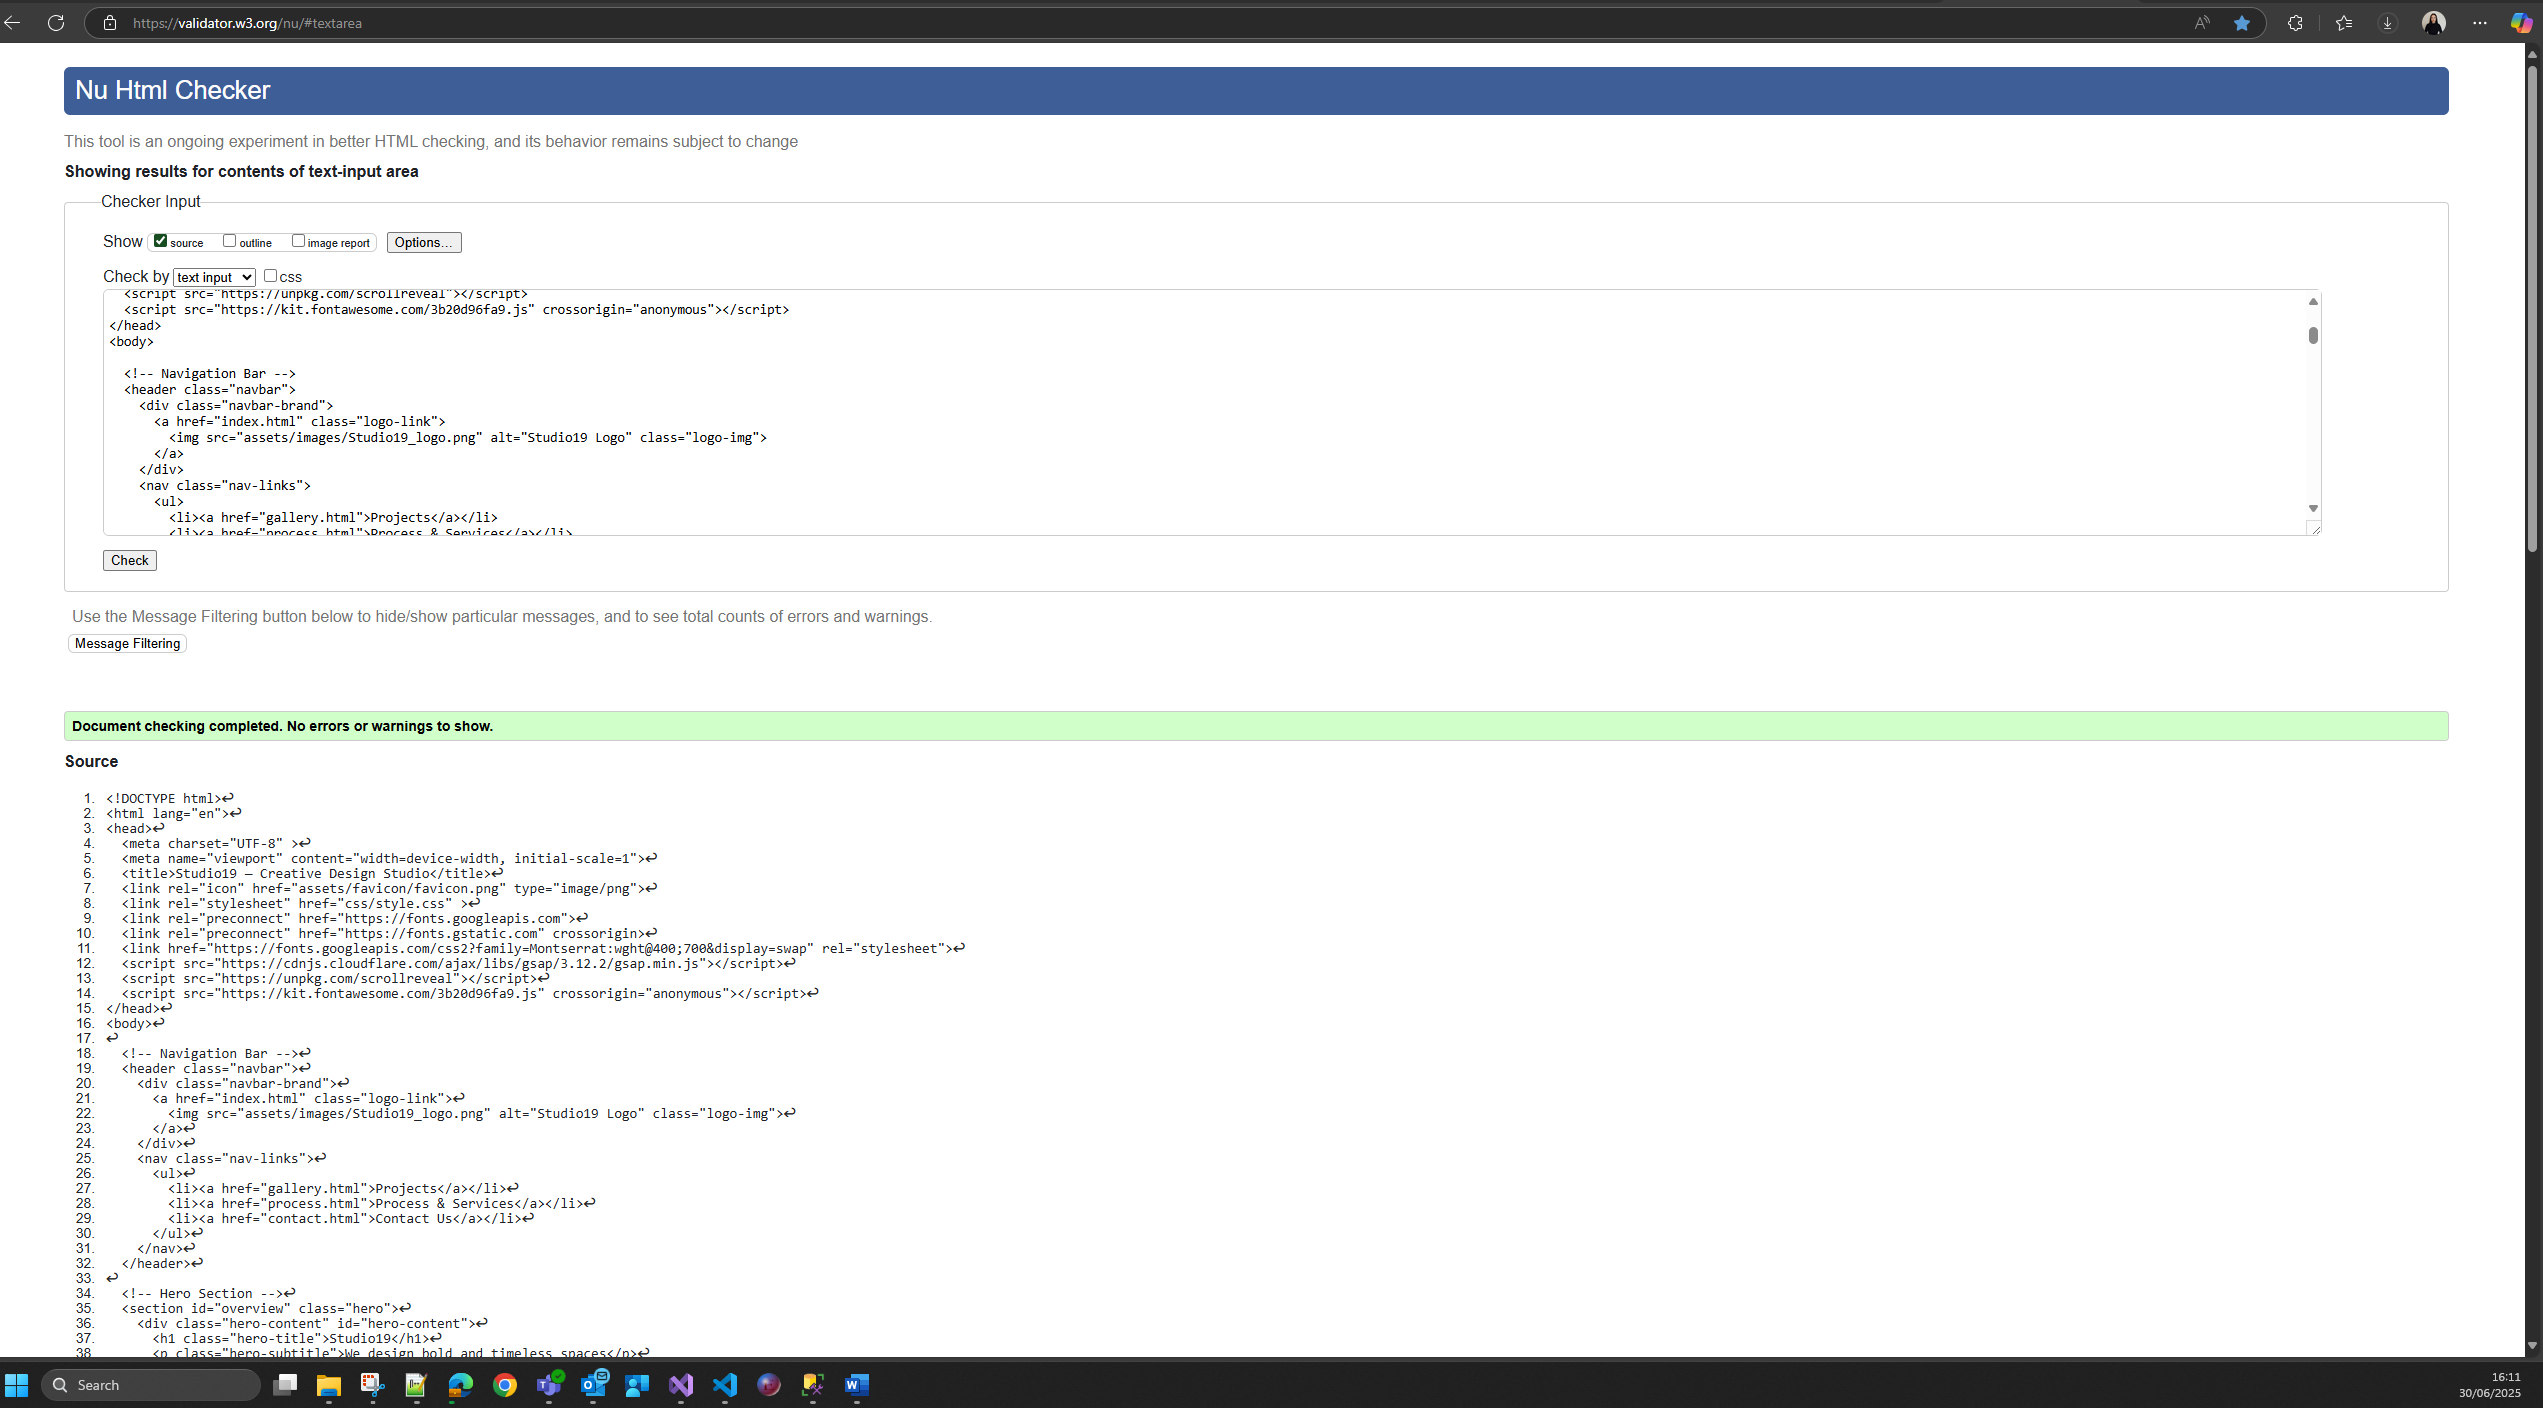 https://validator.w3.org/nu/#textarea
Nu Html Checker
This tool is an ongoing experiment in better HTML checking, and its behavior remains subject to change
Showing results for contents of text-input area
Checker Input
Show source outline image report Options...
Check by text input css
  <script src="https://unpkg.com/scrollreveal"></script>
  <script src="https://kit.fontawesome.com/3b20d96fa9.js" crossorigin="anonymous"></script>
</head>
<body>
  <!-- Navigation Bar -->
  <header class="navbar">
    <div class="navbar-brand">
      <a href="index.html" class="logo-link">
        <img src="assets/images/Studio19_logo.png" alt="Studio19 Logo" class="logo-img">
      </a>
    </div>
    <nav class="nav-links">
      <ul>
        <li><a href="gallery.html">Projects</a></li>
        <li><a href="process.html">Process & Services</a></li>
Check
Use the Message Filtering button below to hide/show particular messages, and to see total counts of errors and warnings.
Message Filtering
Document checking completed. No errors or warnings to show.
Source
1. <!DOCTYPE html>↩
2. <html lang="en">↩
3. <head>↩
4.   <meta charset="UTF-8" >↩
5.   <meta name="viewport" content="width=device-width, initial-scale=1">↩
6.   <title>Studio19 – Creative Design Studio</title>↩
7.   <link rel="icon" href="assets/favicon/favicon.png" type="image/png">↩
8.   <link rel="stylesheet" href="css/style.css" >↩
9.   <link rel="preconnect" href="https://fonts.googleapis.com">↩
10.   <link rel="preconnect" href="https://fonts.gstatic.com" crossorigin>↩
11.   <link href="https://fonts.googleapis.com/css2?family=Montserrat:wght@400;700&display=swap" rel="stylesheet">↩
12.   <script src="https://cdnjs.cloudflare.com/ajax/libs/gsap/3.12.2/gsap.min.js"></script>↩
13.   <script src="https://unpkg.com/scrollreveal"></script>↩
14.   <script src="https://kit.fontawesome.com/3b20d96fa9.js" crossorigin="anonymous"></script>↩
15. </head>↩
16. <body>↩
17. ↩
18.   <!-- Navigation Bar -->↩
19.   <header class="navbar">↩
20.     <div class="navbar-brand">↩
21.       <a href="index.html" class="logo-link">↩
22.         <img src="assets/images/Studio19_logo.png" alt="Studio19 Logo" class="logo-img">↩
23.       </a>↩
24.     </div>↩
25.     <nav class="nav-links">↩
26.       <ul>↩
27.         <li><a href="gallery.html">Projects</a></li>↩
28.         <li><a href="process.html">Process & Services</a></li>↩
29.         <li><a href="contact.html">Contact Us</a></li>↩
30.       </ul>↩
31.     </nav>↩
32.   </header>↩
33. ↩
34.   <!-- Hero Section -->↩
35.   <section id="overview" class="hero">↩
36.     <div class="hero-content" id="hero-content">↩
37.       <h1 class="hero-title">Studio19</h1>↩
38.       <p class="hero-subtitle">We design bold and timeless spaces</p>↩
Search
16:11
30/06/2025